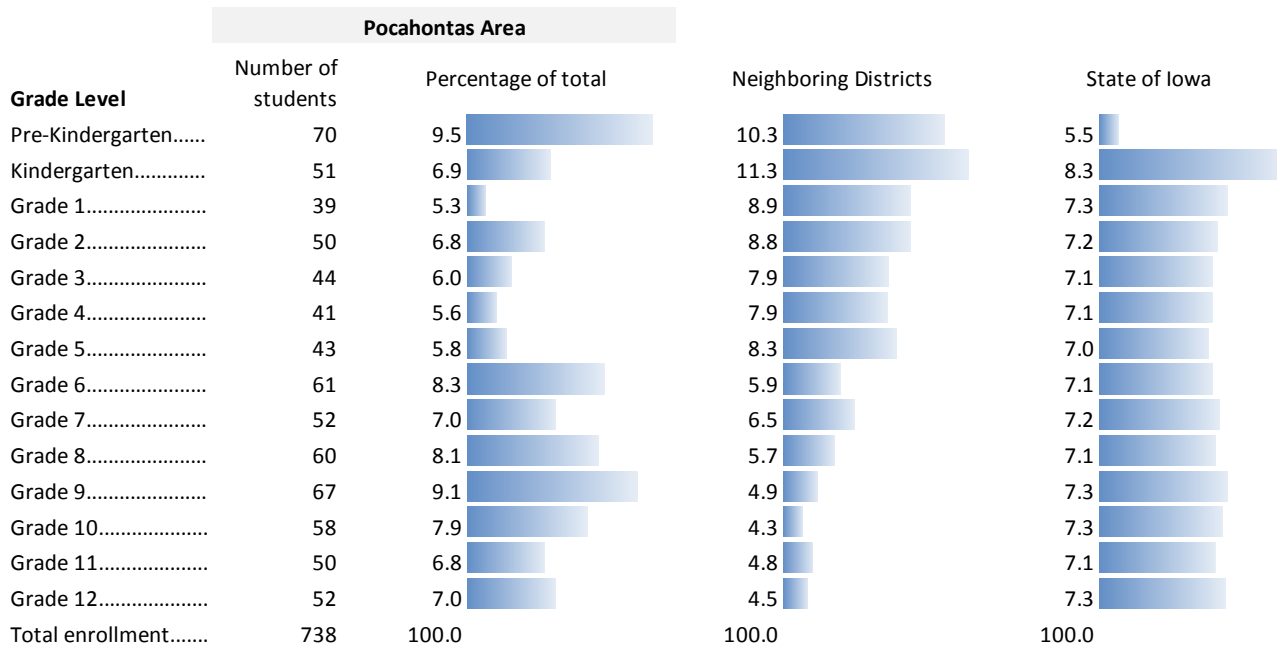 Pocahontas Area
Grade Level Number of students Percentage of total Neighboring Districts State of Iowa
Pre-Kindergarten...... 70 9.5 10.3 5.5
Kindergarten............. 51 6.9 11.3 8.3
Grade 1....................... 39 5.3 8.9 7.3
Grade 2....................... 50 6.8 8.8 7.2
Grade 3....................... 44 6.0 7.9 7.1
Grade 4....................... 41 5.6 7.9 7.1
Grade 5....................... 43 5.8 8.3 7.0
Grade 6....................... 61 8.3 5.9 7.1
Grade 7....................... 52 7.0 6.5 7.2
Grade 8....................... 60 8.1 5.7 7.1
Grade 9....................... 67 9.1 4.9 7.3
Grade 10..................... 58 7.9 4.3 7.3
Grade 11..................... 50 6.8 4.8 7.1
Grade 12..................... 52 7.0 4.5 7.3
Total enrollment....... 738 100.0 100.0 100.0